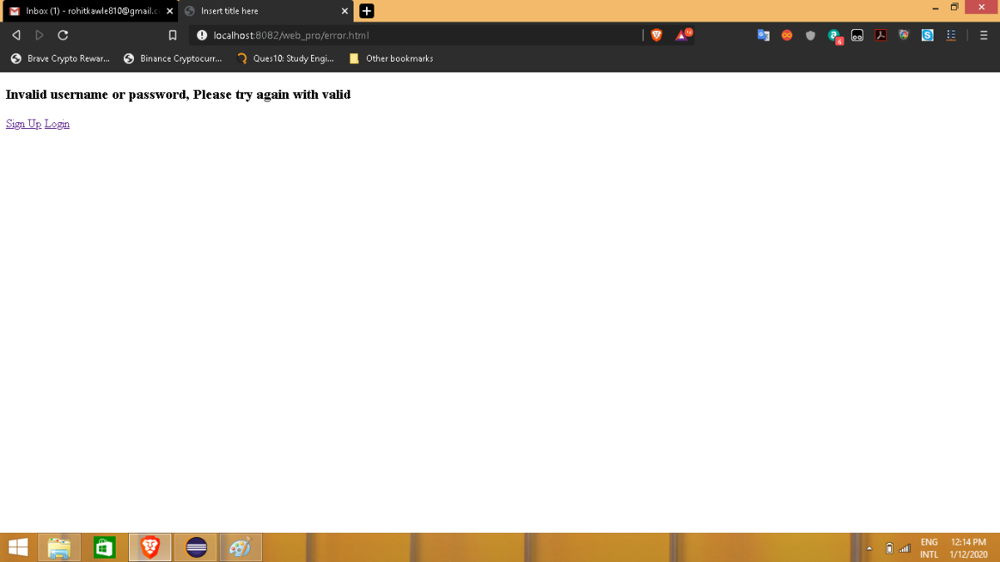 Inbox (1) - rohitkawle810@gmail.c
Insert title here
localhost:8082/web_pro/error.html
Brave Crypto Rewar...
Binance Cryptocurr...
Ques10: Study Engi...
Other bookmarks
Invalid username or password, Please try again with valid
Sign Up Login
ENG 12:14 PM
INTL 1/12/2020